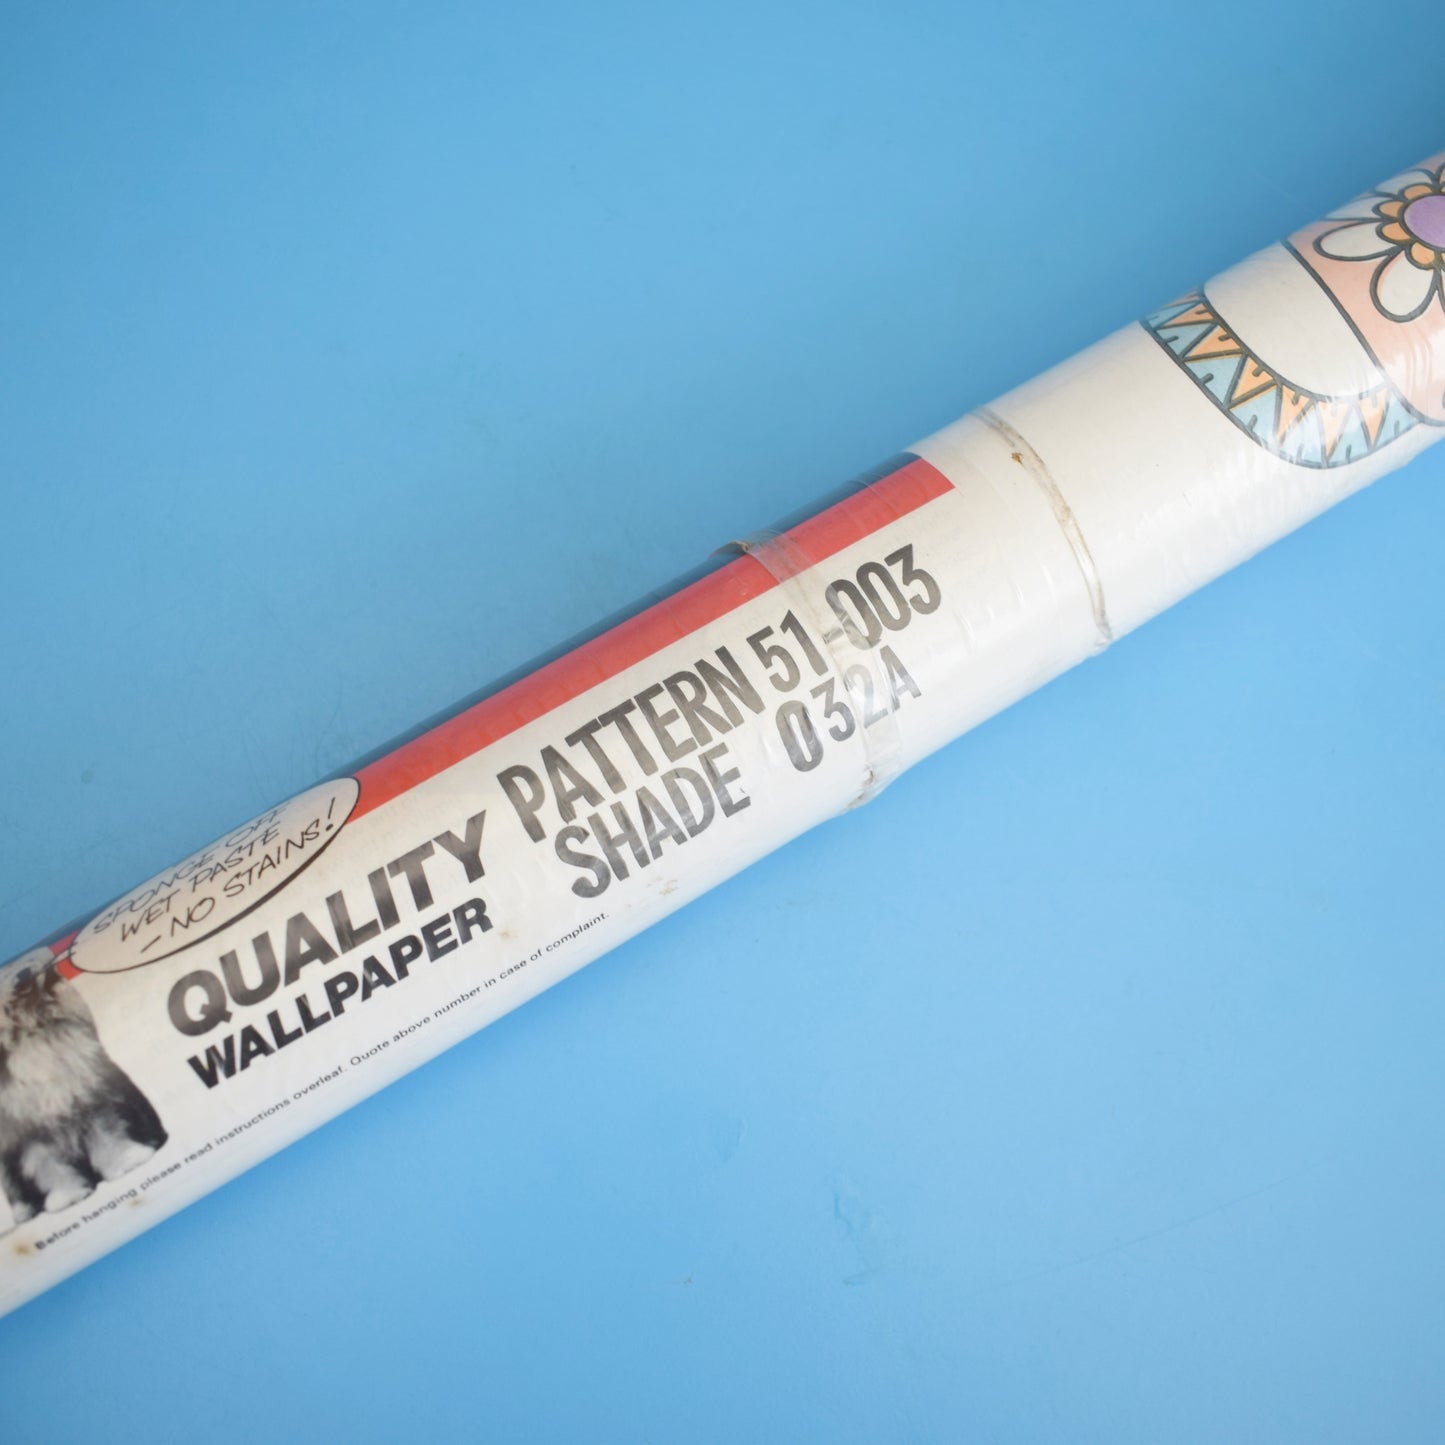 SPONGE OFF
WET PASTE
- NO STAINS!
QUALITY
WALLPAPER
PATTERN 51-003
SHADE 032A
Before hanging please read instructions overleaf. Quote above number in case of complaint.